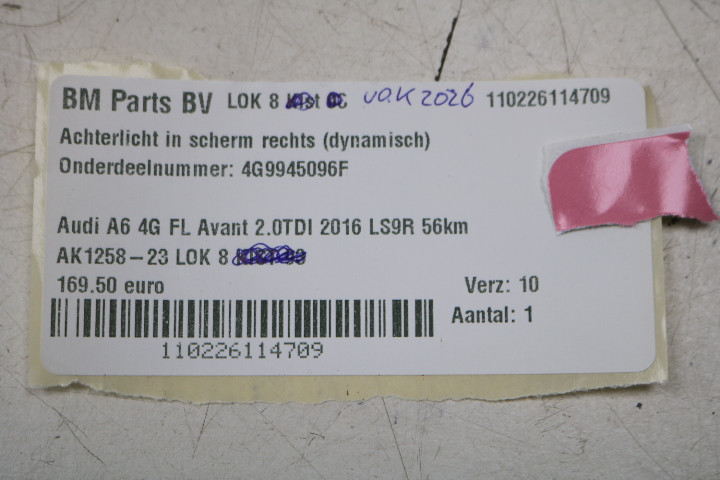 BM Parts BV LOK 8 vak 2026 110226114709
Achterlicht in scherm rechts (dynamisch)
Onderdeelnummer: 4G9945096F
Audi A6 4G FL Avant 2.0TDI 2016 LS9R 56km
AK1258-23 LOK 8
169.50 euro Verz: 10
Aantal: 1
110226114709